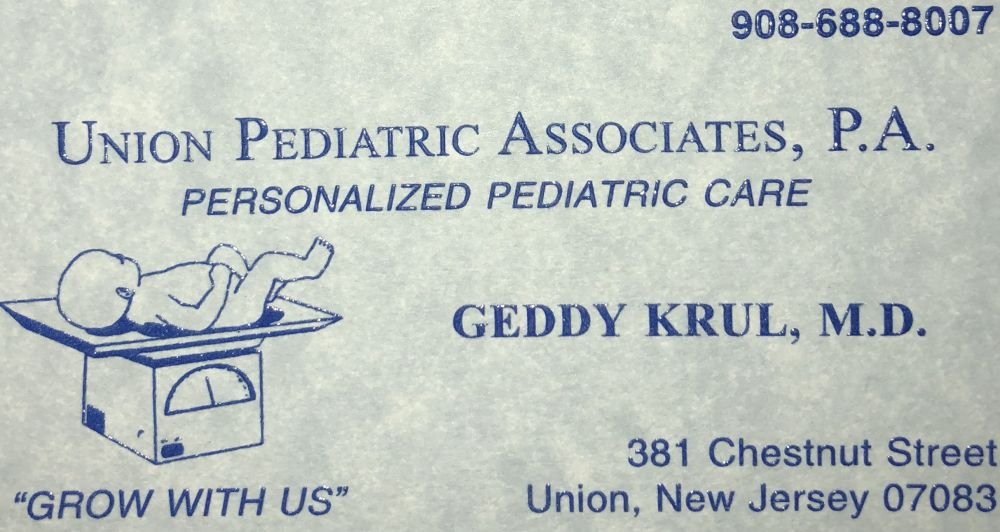 908-688-8007
UNION PEDIATRIC ASSOCIATES, P.A.
PERSONALIZED PEDIATRIC CARE
GEDDY KRUL, M.D.
381 Chestnut Street
Union, New Jersey 07083
"GROW WITH US"